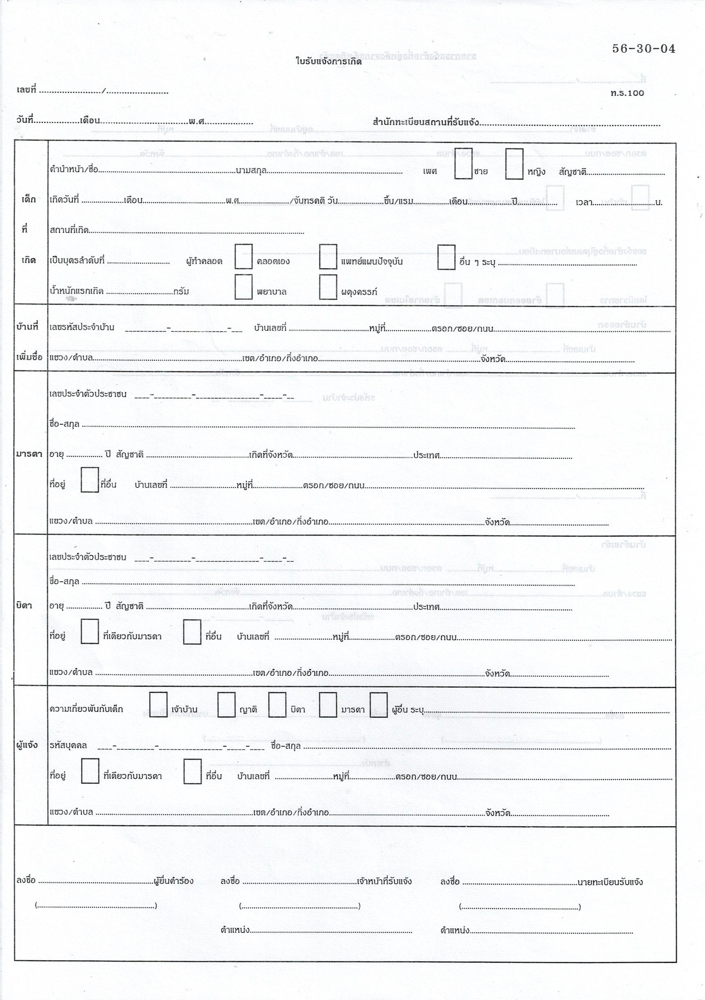 56-30-04
ใบรับแจ้งการเกิด
เลขที่ ......................../........................
ท.ร.100
วันที่..................เดือน...................................พ.ศ...................	สำนักทะเบียนสถานที่รับแจ้ง.......................................................................
คำนำหน้า/ชื่อ......................................................นามสกุล...................................................... เพศ ชาย หญิง สัญชาติ...............................
เด็ก เกิดวันที่ .................เดือน.................................พ.ศ..................../จันทรคติ วัน..................ขึ้น/แรม..............เดือน..................ปี................ เวลา.........................น.
ที่ สถานที่เกิด.....................................................................................
เกิด เป็นบุตรลำดับที่ ......................... ผู้ทำคลอด คลอดเอง แพทย์แผนปัจจุบัน อื่น ๆ ระบุ .......................................................
น้ำหนักแรกเกิด ...........................กรัม พยาบาล ผดุงครรภ์
บ้านที่ เลขรหัสประจำบ้าน ____-______-_ บ้านเลขที่ ................................หมู่ที่..................ตรอก/ซอย/ถนน......................................................................
เพิ่มชื่อ แขวง/ตำบล...........................................................เขต/อำเภอ/กิ่งอำเภอ................................................................จังหวัด...................................................
เลขประจำตัวประชาชน _-____-_____-__-_
ชื่อ-สกุล ....................................................................................................................................
มารดา อายุ ............... ปี สัญชาติ ........................................เกิดที่จังหวัด................................................ประเทศ.....................................................
ที่อยู่ ที่อื่น บ้านเลขที่ ...........................หมู่ที่....................ตรอก/ซอย/ถนน................................................................................................
แขวง/ตำบล ..............................................................เขต/อำเภอ/กิ่งอำเภอ..............................................................จังหวัด.......................................
เลขประจำตัวประชาชน _-____-_____-__-_
ชื่อ-สกุล ....................................................................................................................................
บิดา อายุ ............... ปี สัญชาติ ........................................เกิดที่จังหวัด................................................ประเทศ.....................................................
ที่อยู่ ที่เดียวกับมารดา ที่อื่น บ้านเลขที่ .......................หมู่ที่..................ตรอก/ซอย/ถนน......................................................................
แขวง/ตำบล ..............................................................เขต/อำเภอ/กิ่งอำเภอ..............................................................จังหวัด.......................................
ความเกี่ยวพันกับเด็ก เจ้าบ้าน ญาติ บิดา มารดา ผู้อื่น ระบุ......................................................................
ผู้แจ้ง รหัสบุคคล _-____-_____-__-_ ชื่อ-สกุล ....................................................................................................................................
ที่อยู่ ที่เดียวกับมารดา ที่อื่น บ้านเลขที่ .......................หมู่ที่..................ตรอก/ซอย/ถนน......................................................................
แขวง/ตำบล ..............................................................เขต/อำเภอ/กิ่งอำเภอ..............................................................จังหวัด.......................................
ลงชื่อ .............................................ผู้ยื่นคำร้อง ลงชื่อ .............................................เจ้าหน้าที่รับแจ้ง ลงชื่อ .............................................นายทะเบียนรับแจ้ง
(..............................................) (..............................................) (..............................................)
ตำแหน่ง................................................................ ตำแหน่ง................................................................